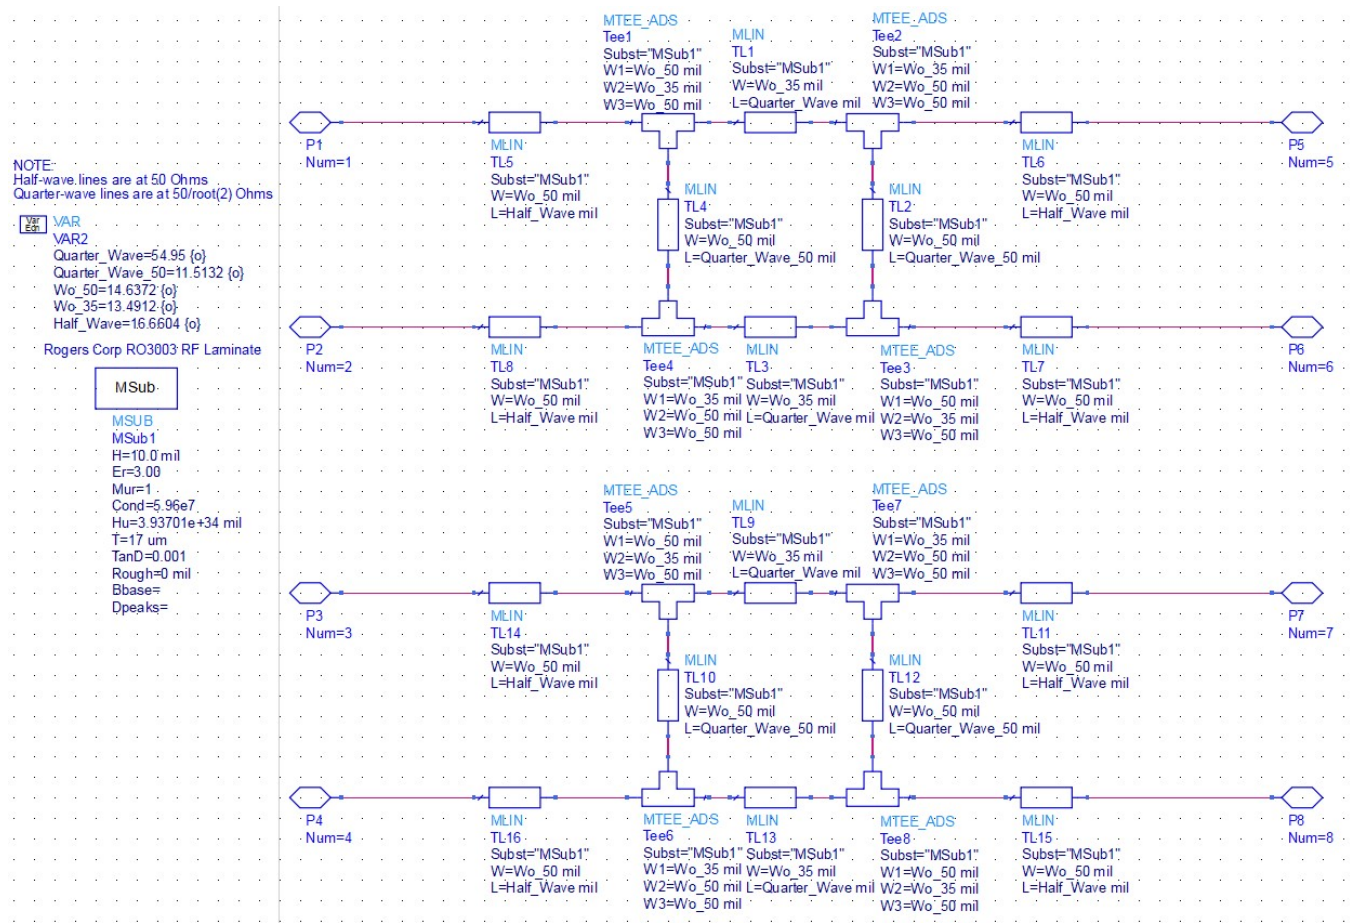 MTEE_ADS
Tee1
Subst="MSub1"
W1=Wo_50 mil
W2=Wo_35 mil
W3=Wo_50 mil
MLIN
TL1
Subst="MSub1"
W=Wo_35 mil
L=Quarter_Wave mil
MTEE_ADS
Tee2
Subst="MSub1"
W1=Wo_35 mil
W2=Wo_50 mil
W3=Wo_50 mil
P1
Num=1
MLIN
TL5
Subst="MSub1"
W=Wo_50 mil
L=Half_Wave mil
MLIN
TL6
Subst="MSub1"
W=Wo_50 mil
L=Half_Wave mil
P5
Num=5
NOTE:
Half-wave lines are at 50 Ohms
Quarter-wave lines are at 50/root(2) Ohms
Var
Eqn
VAR
VAR2
Quarter_Wave=54.95 {o}
Quarter_Wave_50=11.5132 {o}
Wo_50=14.6372 {o}
Wo_35=13.4912 {o}
Half_Wave=16.6604 {o}
MLIN
TL4
Subst="MSub1"
W=Wo_50 mil
L=Quarter_Wave_50 mil
MLIN
TL2
Subst="MSub1"
W=Wo_50 mil
L=Quarter_Wave_50 mil
Rogers Corp RO3003 RF Laminate
MSub
MSUB
MSub1
H=10.0 mil
Er=3.00
Mur=1
Cond=5.96e7
Hu=3.93701e+34 mil
T=17 um
TanD=0.001
Rough=0 mil
Bbase=
Dpeaks=
P2
Num=2
MLIN
TL8
Subst="MSub1"
W=Wo_50 mil
L=Half_Wave mil
MTEE_ADS
Tee4
Subst="MSub1"
W1=Wo_35 mil
W2=Wo_50 mil
W3=Wo_50 mil
MLIN
TL3
Subst="MSub1"
W=Wo_35 mil
L=Quarter_Wave mil
MTEE_ADS
Tee3
Subst="MSub1"
W1=Wo_50 mil
W2=Wo_35 mil
W3=Wo_50 mil
MLIN
TL7
Subst="MSub1"
W=Wo_50 mil
L=Half_Wave mil
P6
Num=6
MTEE_ADS
Tee5
Subst="MSub1"
W1=Wo_50 mil
W2=Wo_35 mil
W3=Wo_50 mil
MLIN
TL9
Subst="MSub1"
W=Wo_35 mil
L=Quarter_Wave mil
MTEE_ADS
Tee7
Subst="MSub1"
W1=Wo_35 mil
W2=Wo_50 mil
W3=Wo_50 mil
P3
Num=3
MLIN
TL14
Subst="MSub1"
W=Wo_50 mil
L=Half_Wave mil
MLIN
TL11
Subst="MSub1"
W=Wo_50 mil
L=Half_Wave mil
P7
Num=7
MLIN
TL10
Subst="MSub1"
W=Wo_50 mil
L=Quarter_Wave_50 mil
MLIN
TL12
Subst="MSub1"
W=Wo_50 mil
L=Quarter_Wave_50 mil
P4
Num=4
MLIN
TL16
Subst="MSub1"
W=Wo_50 mil
L=Half_Wave mil
MTEE_ADS
Tee6
Subst="MSub1"
W1=Wo_35 mil
W2=Wo_50 mil
W3=Wo_50 mil
MLIN
TL13
Subst="MSub1"
W=Wo_35 mil
L=Quarter_Wave mil
MTEE_ADS
Tee8
Subst="MSub1"
W1=Wo_50 mil
W2=Wo_35 mil
W3=Wo_50 mil
MLIN
TL15
Subst="MSub1"
W=Wo_50 mil
L=Half_Wave mil
P8
Num=8